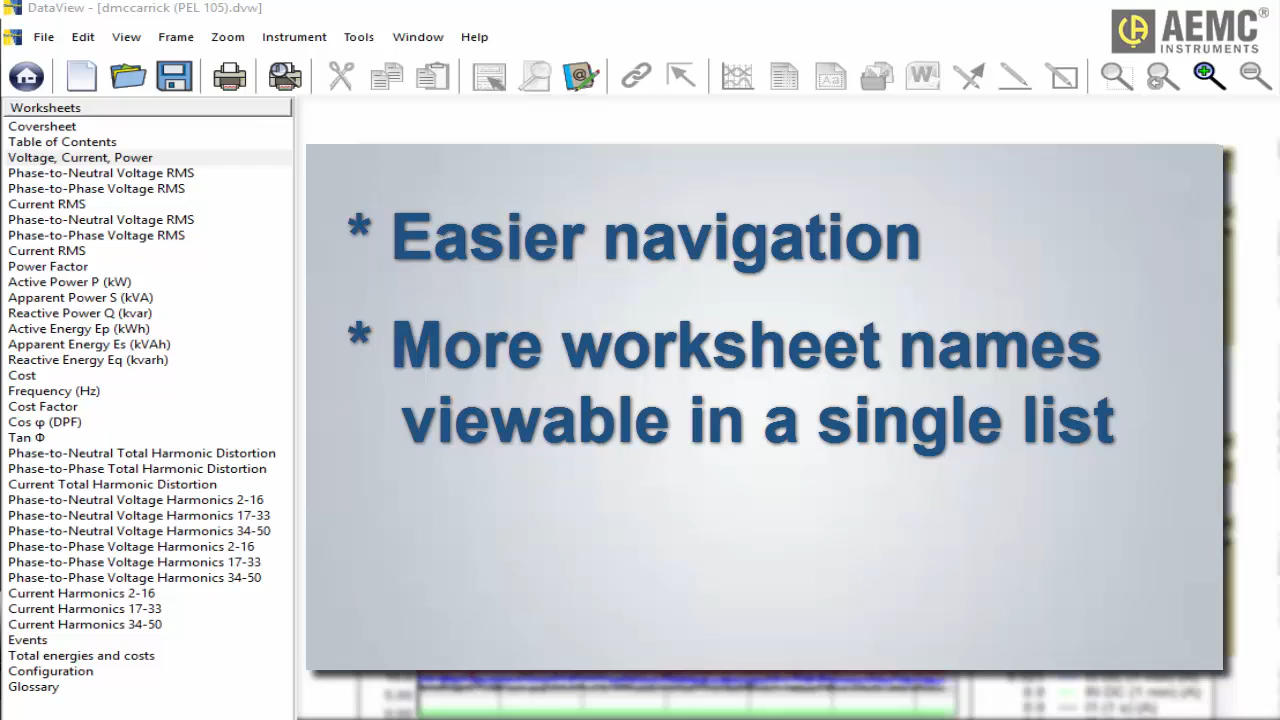 DataView - [dmccarrick (PEL 105).dvw]
File Edit View Frame Zoom Instrument Tools Window Help
AEMC®
INSTRUMENTS
Worksheets
Coversheet
Table of Contents
Voltage, Current, Power
Phase-to-Neutral Voltage RMS
Phase-to-Phase Voltage RMS
Current RMS
Phase-to-Neutral Voltage RMS
Phase-to-Phase Voltage RMS
Current RMS
Power Factor
Active Power P (kW)
Apparent Power S (kVA)
Reactive Power Q (kvar)
Active Energy Ep (kWh)
Apparent Energy Es (kVAh)
Reactive Energy Eq (kvarh)
Cost
Frequency (Hz)
Cost Factor
Cos φ (DPF)
Tan Φ
Phase-to-Neutral Total Harmonic Distortion
Phase-to-Phase Total Harmonic Distortion
Current Total Harmonic Distortion
Phase-to-Neutral Voltage Harmonics 2-16
Phase-to-Neutral Voltage Harmonics 17-33
Phase-to-Neutral Voltage Harmonics 34-50
Phase-to-Phase Voltage Harmonics 2-16
Phase-to-Phase Voltage Harmonics 17-33
Phase-to-Phase Voltage Harmonics 34-50
Current Harmonics 2-16
Current Harmonics 17-33
Current Harmonics 34-50
Events
Total energies and costs
Configuration
Glossary
* Easier navigation
* More worksheet names
viewable in a single list